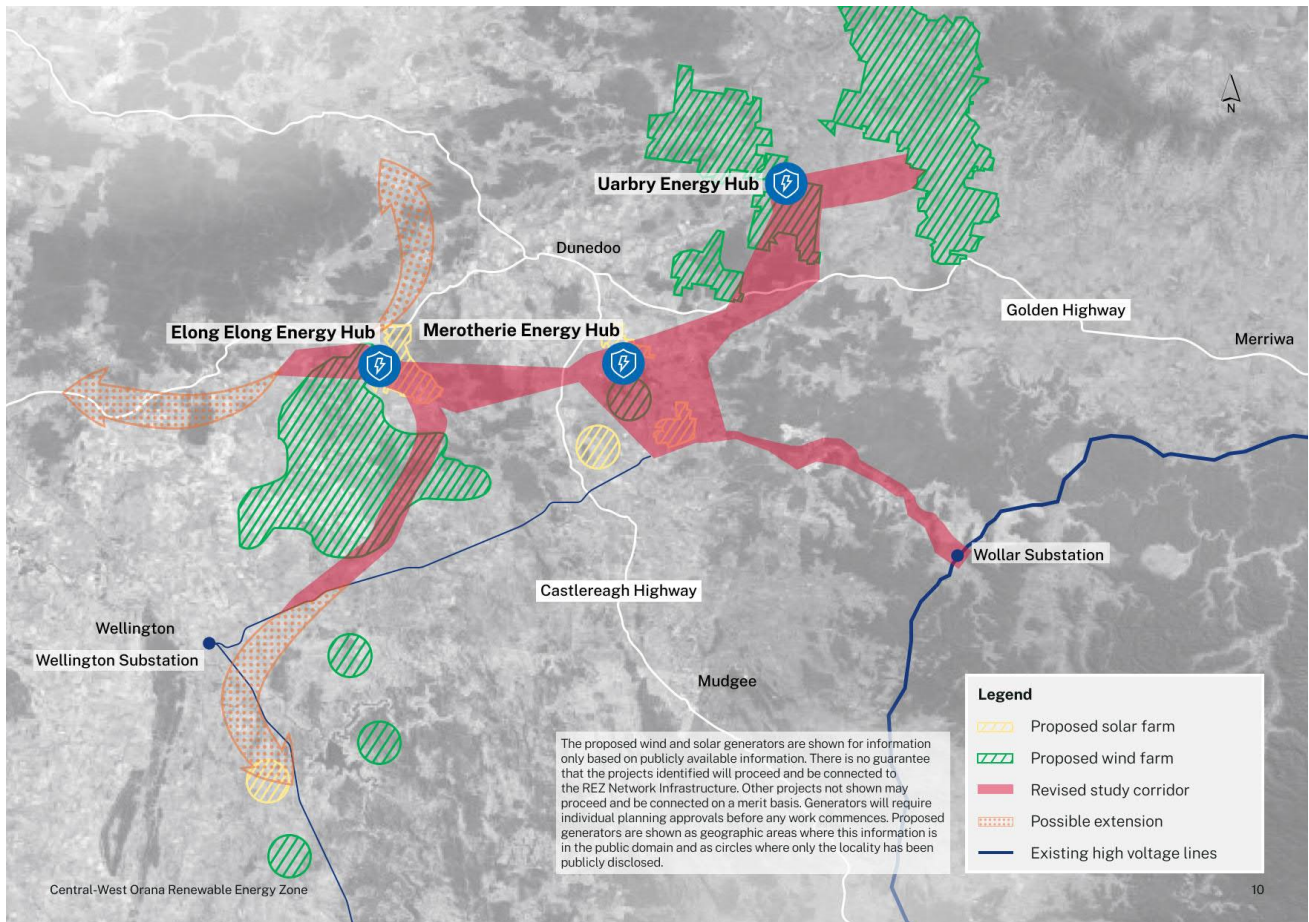 N
Uarbry Energy Hub
Dunedoo
Golden Highway
Elong Elong Energy Hub
Merotherie Energy Hub
Merriwa
Wollar Substation
Castlereagh Highway
Wellington
Wellington Substation
Mudgee
Legend
Proposed solar farm
Proposed wind farm
Revised study corridor
Possible extension
Existing high voltage lines
The proposed wind and solar generators are shown for information
only based on publicly available information. There is no guarantee
that the projects identified will proceed and be connected to
the REZ Network Infrastructure. Other projects not shown may
proceed and be connected on a merit basis. Generators will require
individual planning approvals before any work commences. Proposed
generators are shown as geographic areas where this information is
in the public domain and as circles where only the locality has been
publicly disclosed.
Central-West Orana Renewable Energy Zone
10